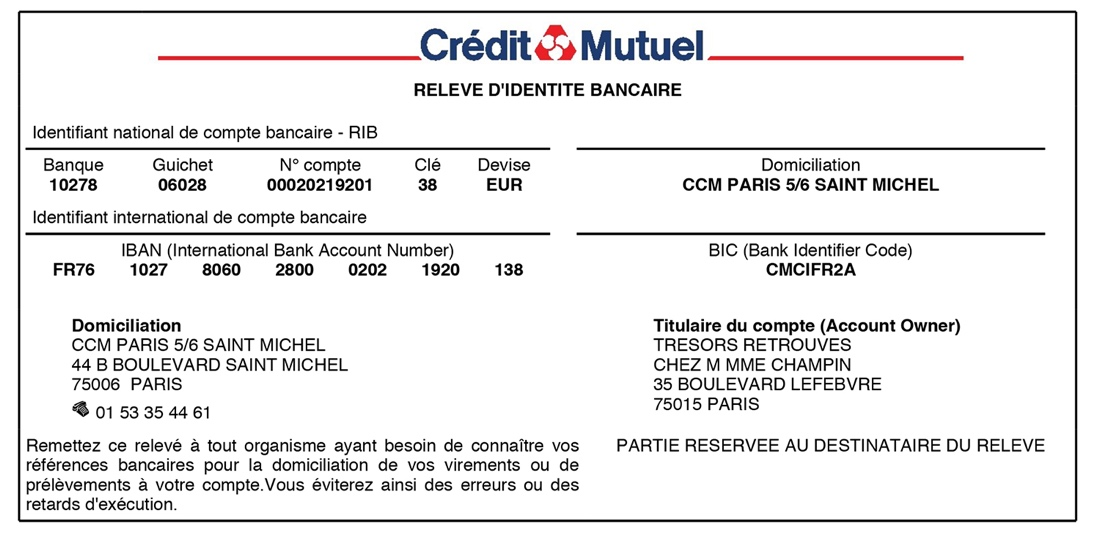 Crédit Mutuel
RELEVE D'IDENTITE BANCAIRE
Identifiant national de compte bancaire - RIB
Banque Guichet N° compte Clé Devise Domiciliation
10278 06028 00020219201 38 EUR CCM PARIS 5/6 SAINT MICHEL
Identifiant international de compte bancaire
IBAN (International Bank Account Number) BIC (Bank Identifier Code)
FR76 1027 8060 2800 0202 1920 138 CMCIFR2A
Domiciliation
CCM PARIS 5/6 SAINT MICHEL
44 B BOULEVARD SAINT MICHEL
75006 PARIS
01 53 35 44 61
Titulaire du compte (Account Owner)
TRESORS RETROUVES
CHEZ M MME CHAMPIN
35 BOULEVARD LEFEBVRE
75015 PARIS
Remettez ce relevé à tout organisme ayant besoin de connaître vos
références bancaires pour la domiciliation de vos virements ou de
prélèvements à votre compte.Vous éviterez ainsi des erreurs ou des
retards d'exécution.
PARTIE RESERVEE AU DESTINATAIRE DU RELEVE